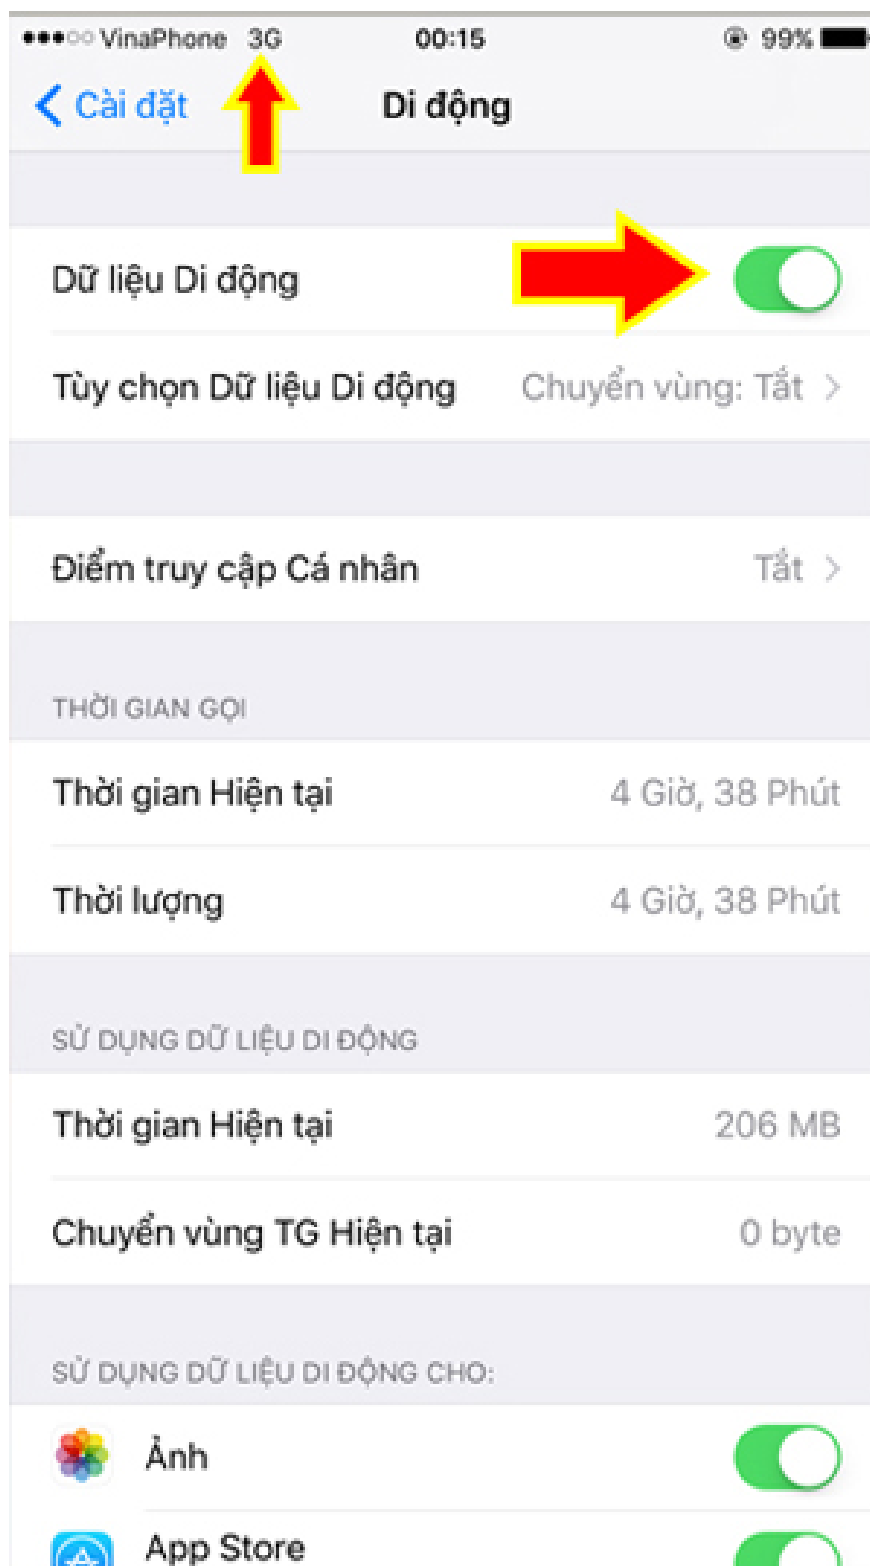 VinaPhone 3G 00:15 99%
Cài đặt Di động
Dữ liệu Di động
Tùy chọn Dữ liệu Di động Chuyển vùng: Tắt
Điểm truy cập Cá nhân Tắt
THỜI GIAN GỌI
Thời gian Hiện tại 4 Giờ, 38 Phút
Thời lượng 4 Giờ, 38 Phút
SỬ DỤNG DỮ LIỆU DI ĐỘNG
Thời gian Hiện tại 206 MB
Chuyển vùng TG Hiện tại 0 byte
SỬ DỤNG DỮ LIỆU DI ĐỘNG CHO:
Ảnh
App Store